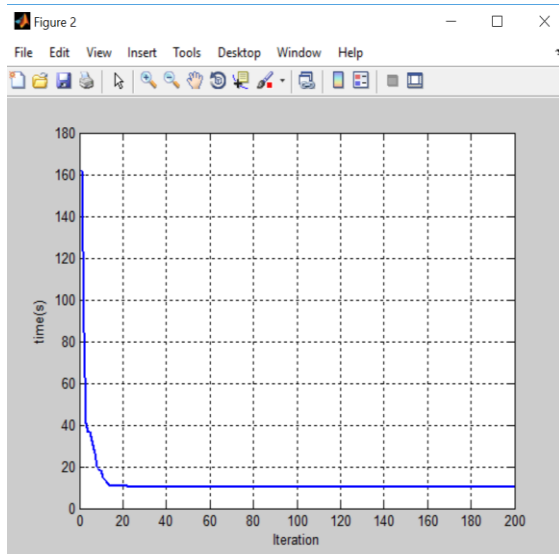 Figure 2
File Edit View Insert Tools Desktop Window Help
180
160
140
120
100
80
60
40
20
0
time(s)
0 20 40 60 80 100 120 140 160 180 200
Iteration